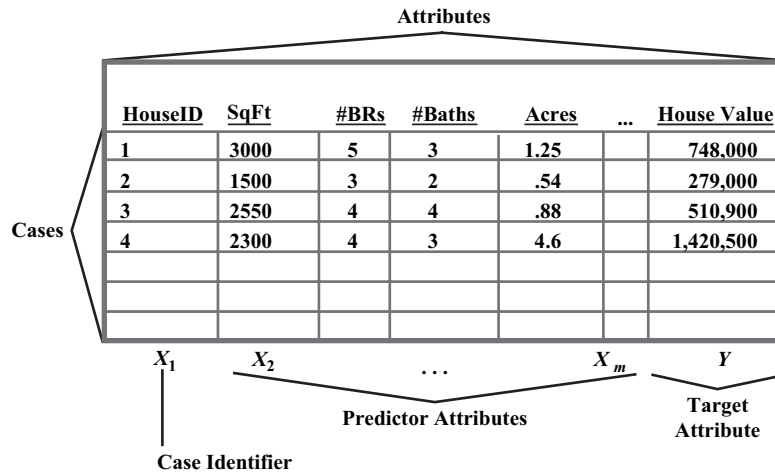 Attributes
HouseID SqFt #BRs #Baths Acres ... House Value
1 3000 5 3 1.25 748,000
2 1500 3 2 .54 279,000
3 2550 4 4 .88 510,900
4 2300 4 3 4.6 1,420,500
Cases
X1 X2 ... Xm Y
Predictor Attributes
Target
Attribute
Case Identifier